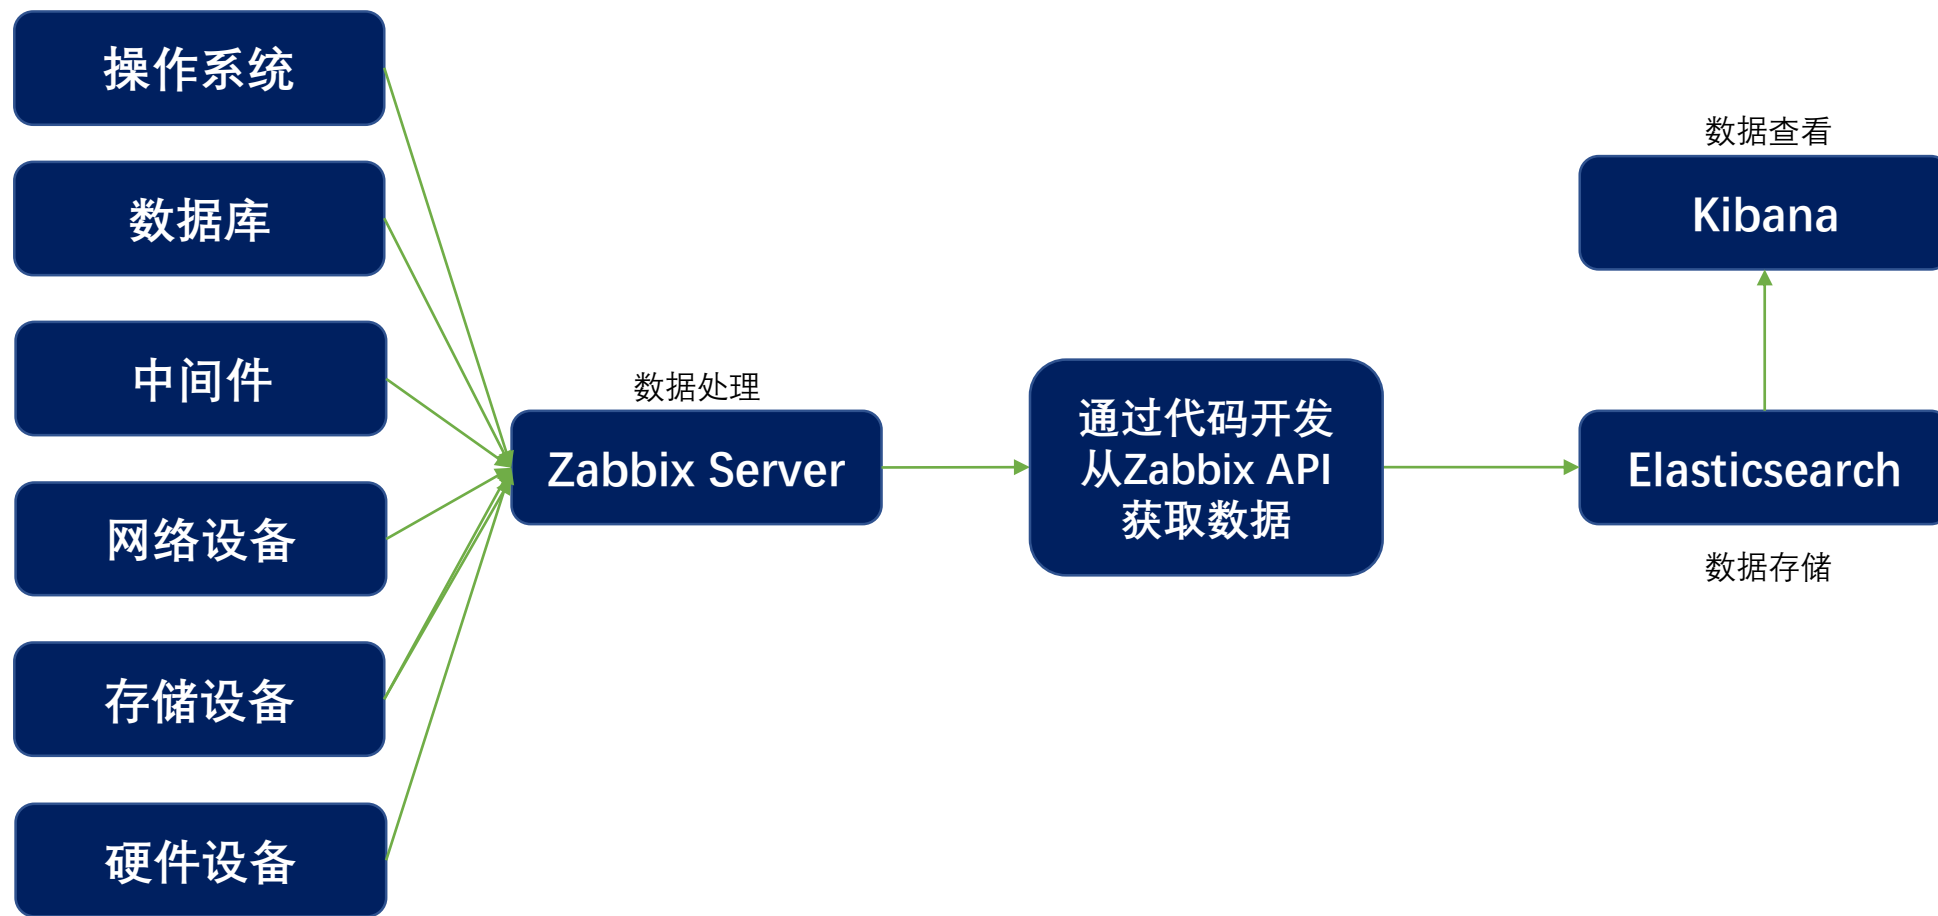 操作系统
数据库
中间件
网络设备
存储设备
硬件设备
数据处理
Zabbix Server
通过代码开发
从Zabbix API
获取数据
数据查看
Kibana
Elasticsearch
数据存储